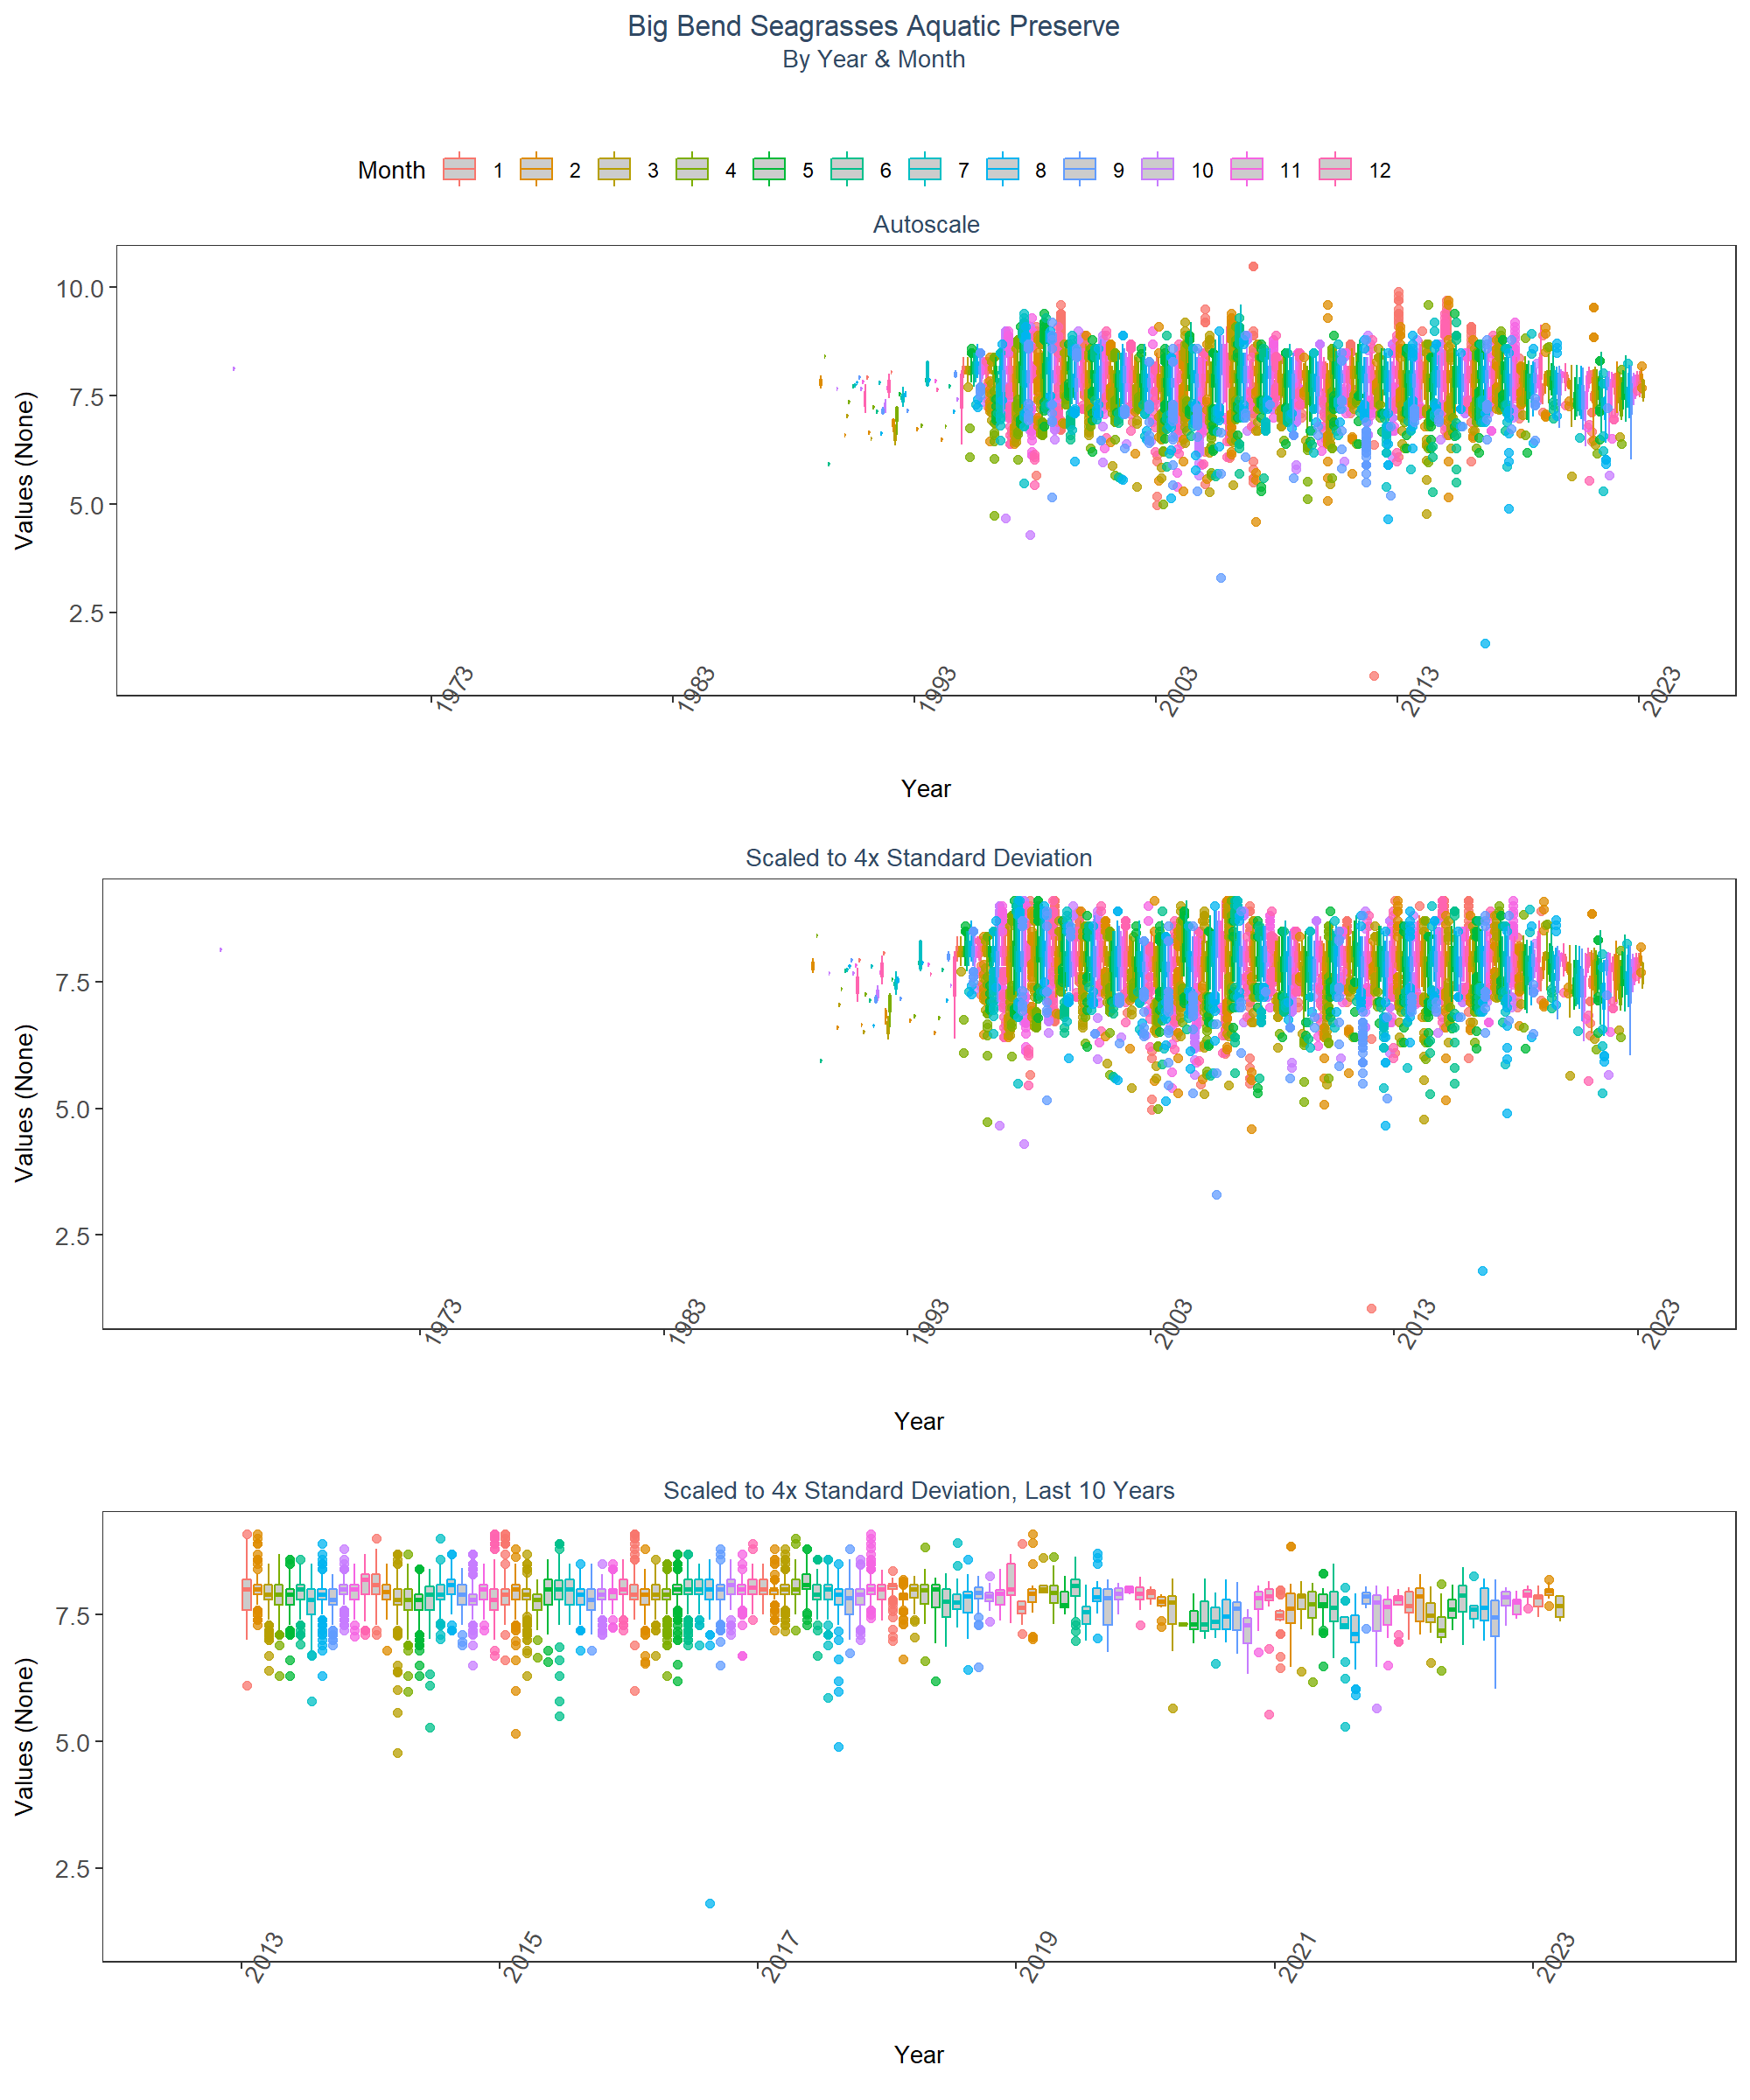 Big Bend Seagrasses Aquatic Preserve
By Year & Month
Month 1 2 3 4 5 6 7 8 9 10 11 12
Autoscale
Values (None)
10.0
7.5
5.0
2.5
1973 1983 1993 2003 2013 2023
Year
Scaled to 4x Standard Deviation
Values (None)
7.5
5.0
2.5
1973 1983 1993 2003 2013 2023
Year
Scaled to 4x Standard Deviation, Last 10 Years
Values (None)
7.5
5.0
2.5
2013 2015 2017 2019 2021 2023
Year